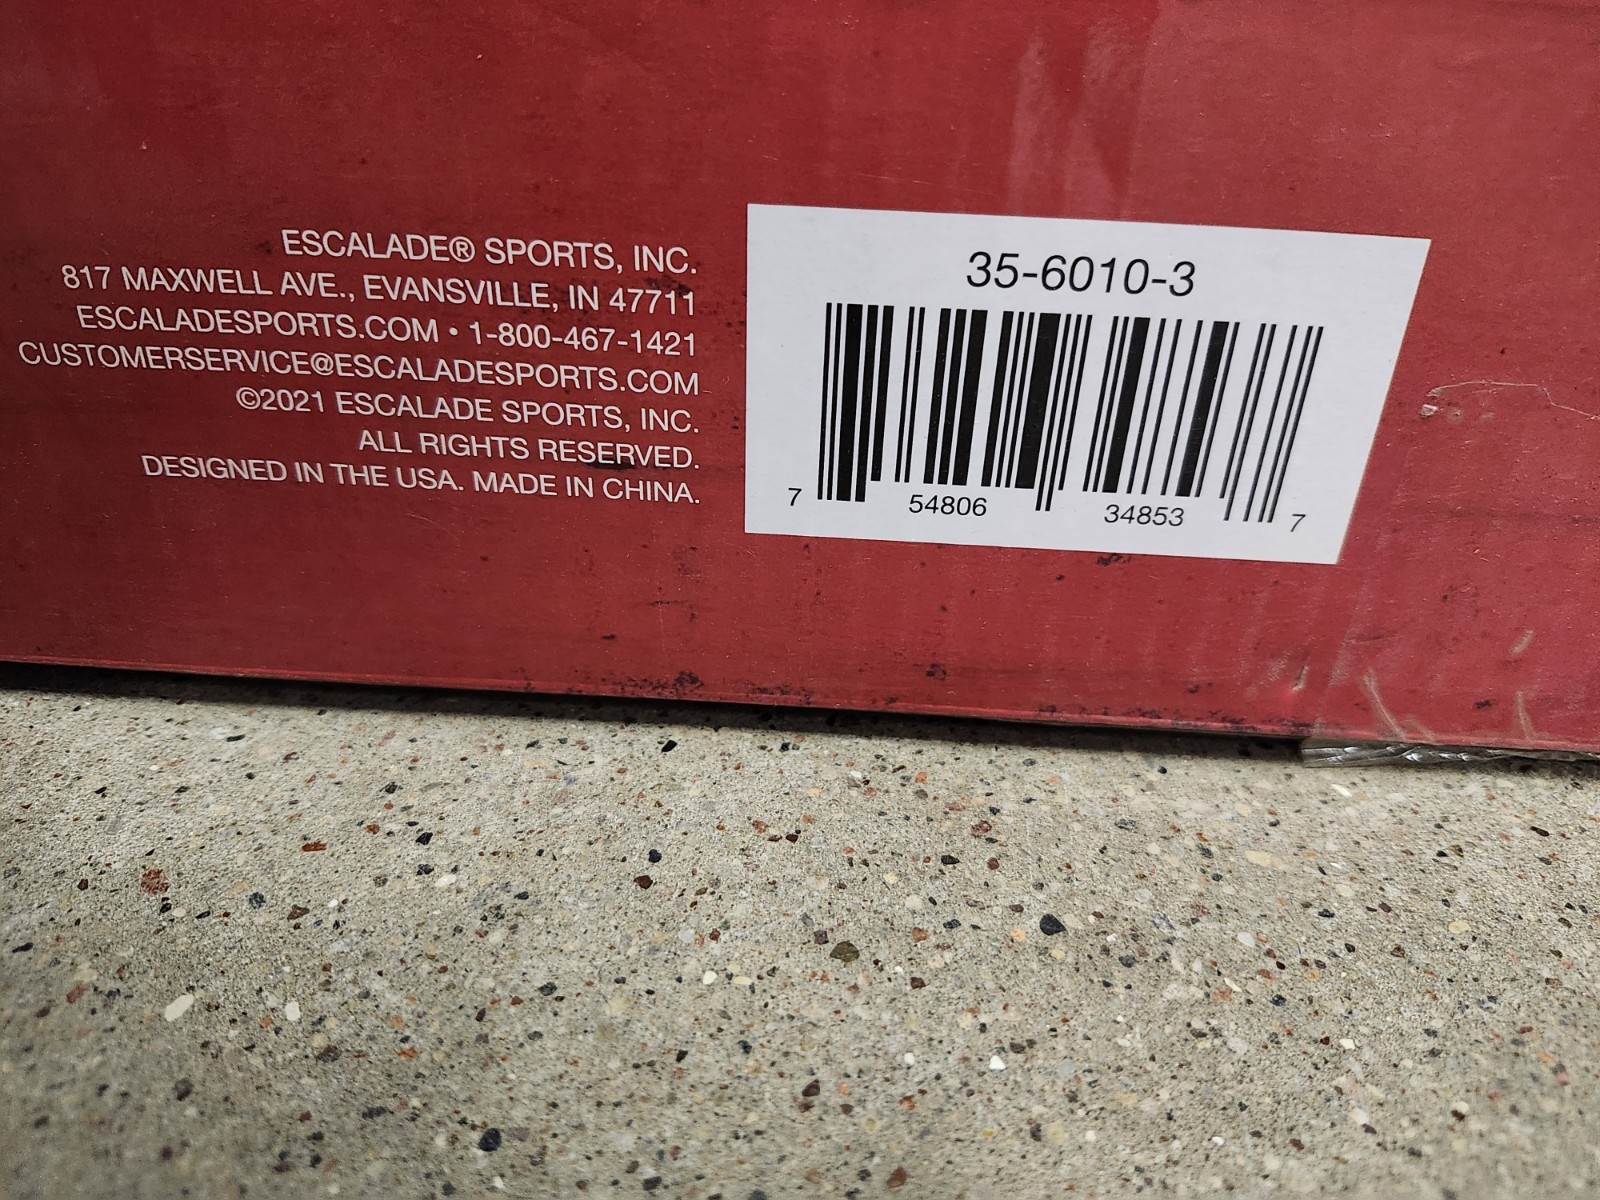 ESCALADE® SPORTS, INC.
817 MAXWELL AVE., EVANSVILLE, IN 47711
ESCALADESPORTS.COM • 1-800-467-1421
CUSTOMERSERVICE@ESCALADESPORTS.COM
©2021 ESCALADE SPORTS, INC.
ALL RIGHTS RESERVED.
DESIGNED IN THE USA. MADE IN CHINA.
35-6010-3
7 54806 34853 7